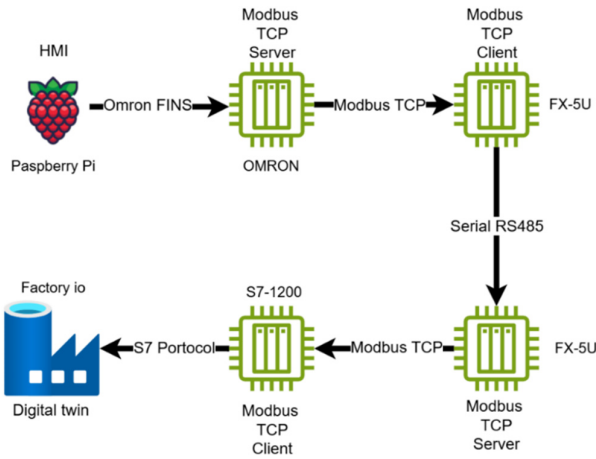 HMI
Paspberry Pi
Omron FINS
Modbus
TCP
Server
OMRON
Modbus TCP
Modbus
TCP
Client
FX-5U
Serial RS485
Factory io
Digital twin
S7 Portocol
S7-1200
Modbus
TCP
Client
Modbus TCP
FX-5U
Modbus
TCP
Server